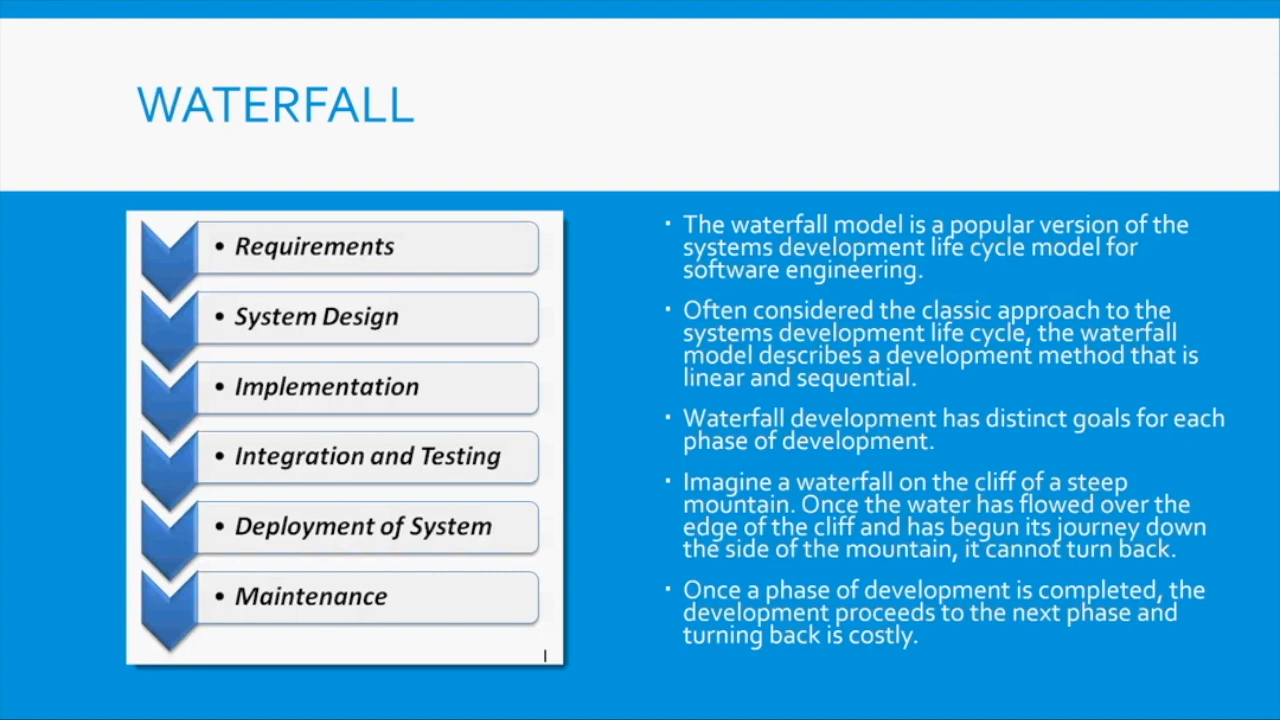 WATERFALL
• Requirements
• System Design
• Implementation
• Integration and Testing
• Deployment of System
• Maintenance
▪ The waterfall model is a popular version of the
systems development life cycle model for
software engineering.
▪ Often considered the classic approach to the
systems development life cycle, the waterfall
model describes a development method that is
linear and sequential.
▪ Waterfall development has distinct goals for each
phase of development.
▪ Imagine a waterfall on the cliff of a steep
mountain. Once the water has flowed over the
edge of the cliff and has begun its journey down
the side of the mountain, it cannot turn back.
▪ Once a phase of development is completed, the
development proceeds to the next phase and
turning back is costly.